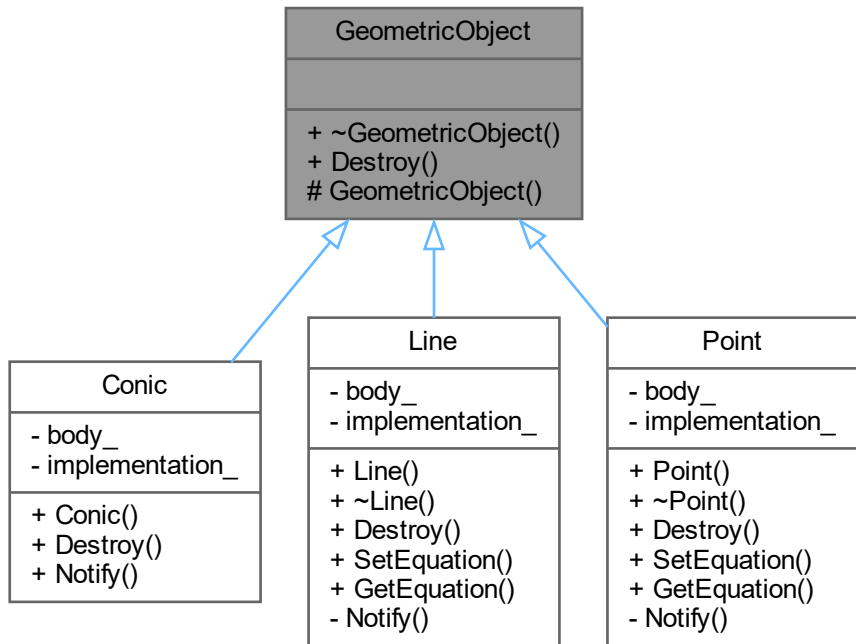 GeometricObject
+ ~GeometricObject()
+ Destroy()
# GeometricObject()
Conic
- body_
- implementation_
+ Conic()
+ Destroy()
+ Notify()
Line
- body_
- implementation_
+ Line()
+ ~Line()
+ Destroy()
+ SetEquation()
+ GetEquation()
- Notify()
Point
- body_
- implementation_
+ Point()
+ ~Point()
+ Destroy()
+ SetEquation()
+ GetEquation()
- Notify()